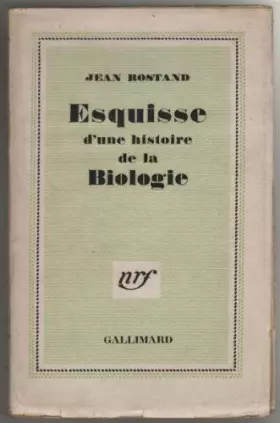 JEAN ROSTAND
Esquisse
d'une histoire
de la
Biologie
nrf
GALLIMARD